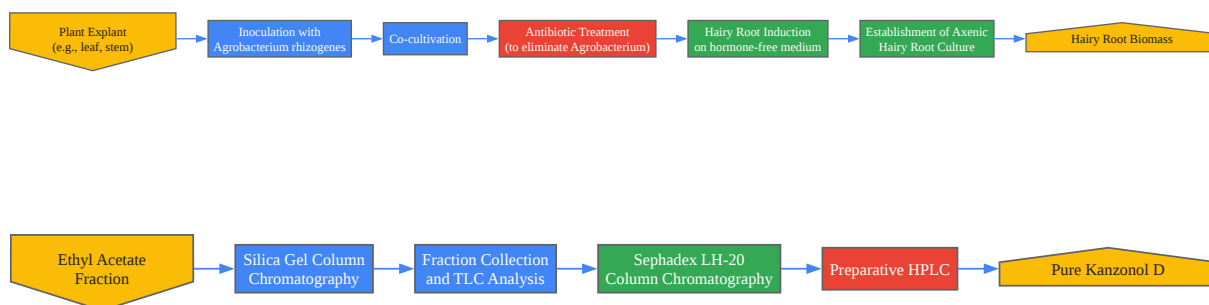 Plant Explant
(e.g., leaf, stem)
Inoculation with
Agrobacterium rhizogenes
Co-cultivation
Antibiotic Treatment
(to eliminate Agrobacterium)
Hairy Root Induction
on hormone-free medium
Establishment of Axenic
Hairy Root Culture
Hairy Root Biomass
Ethyl Acetate
Fraction
Silica Gel Column
Chromatography
Fraction Collection
and TLC Analysis
Sephadex LH-20
Column Chromatography
Preparative HPLC
Pure Kanzonol D